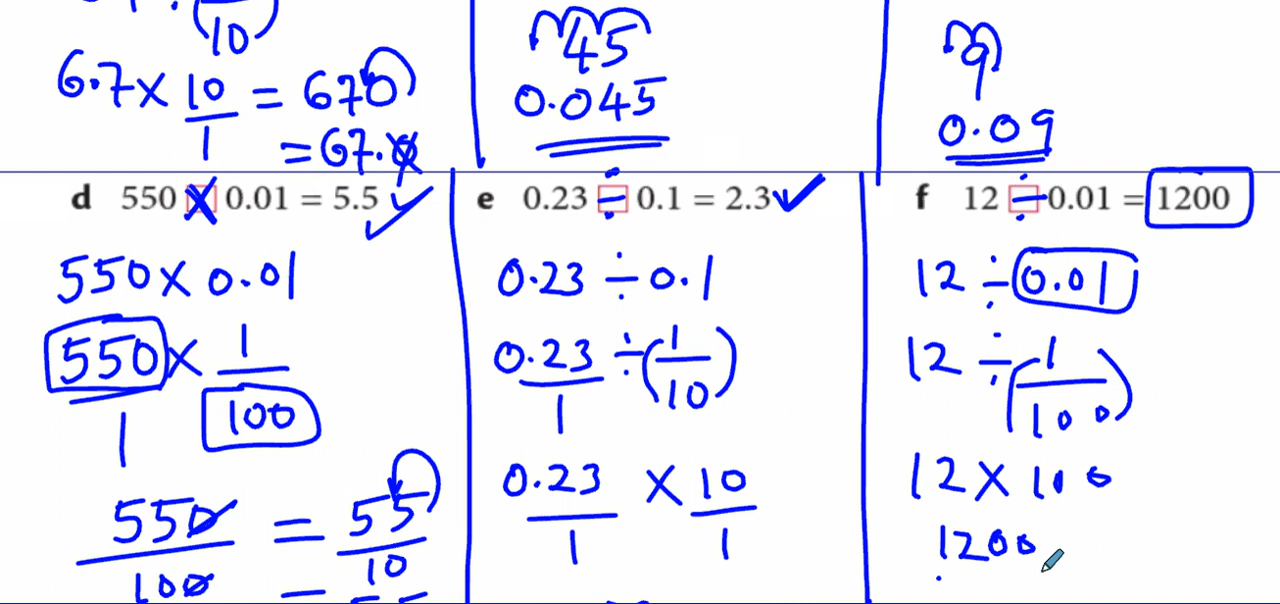 10
6.7 × 10/1 = 670
= 67.0
45
0.045
9
0.09
d 550 × 0.01 = 5.5
550 × 0.01
550/1 × 1/100
550/100 = 55/10
=
e 0.23 ÷ 0.1 = 2.3
0.23 ÷ 0.1
0.23/1 ÷ (1/10)
0.23/1 × 10/1
f 12 ÷ 0.01 = 1200
12 ÷ 0.01
12 ÷ (1/100)
12 × 100
1200